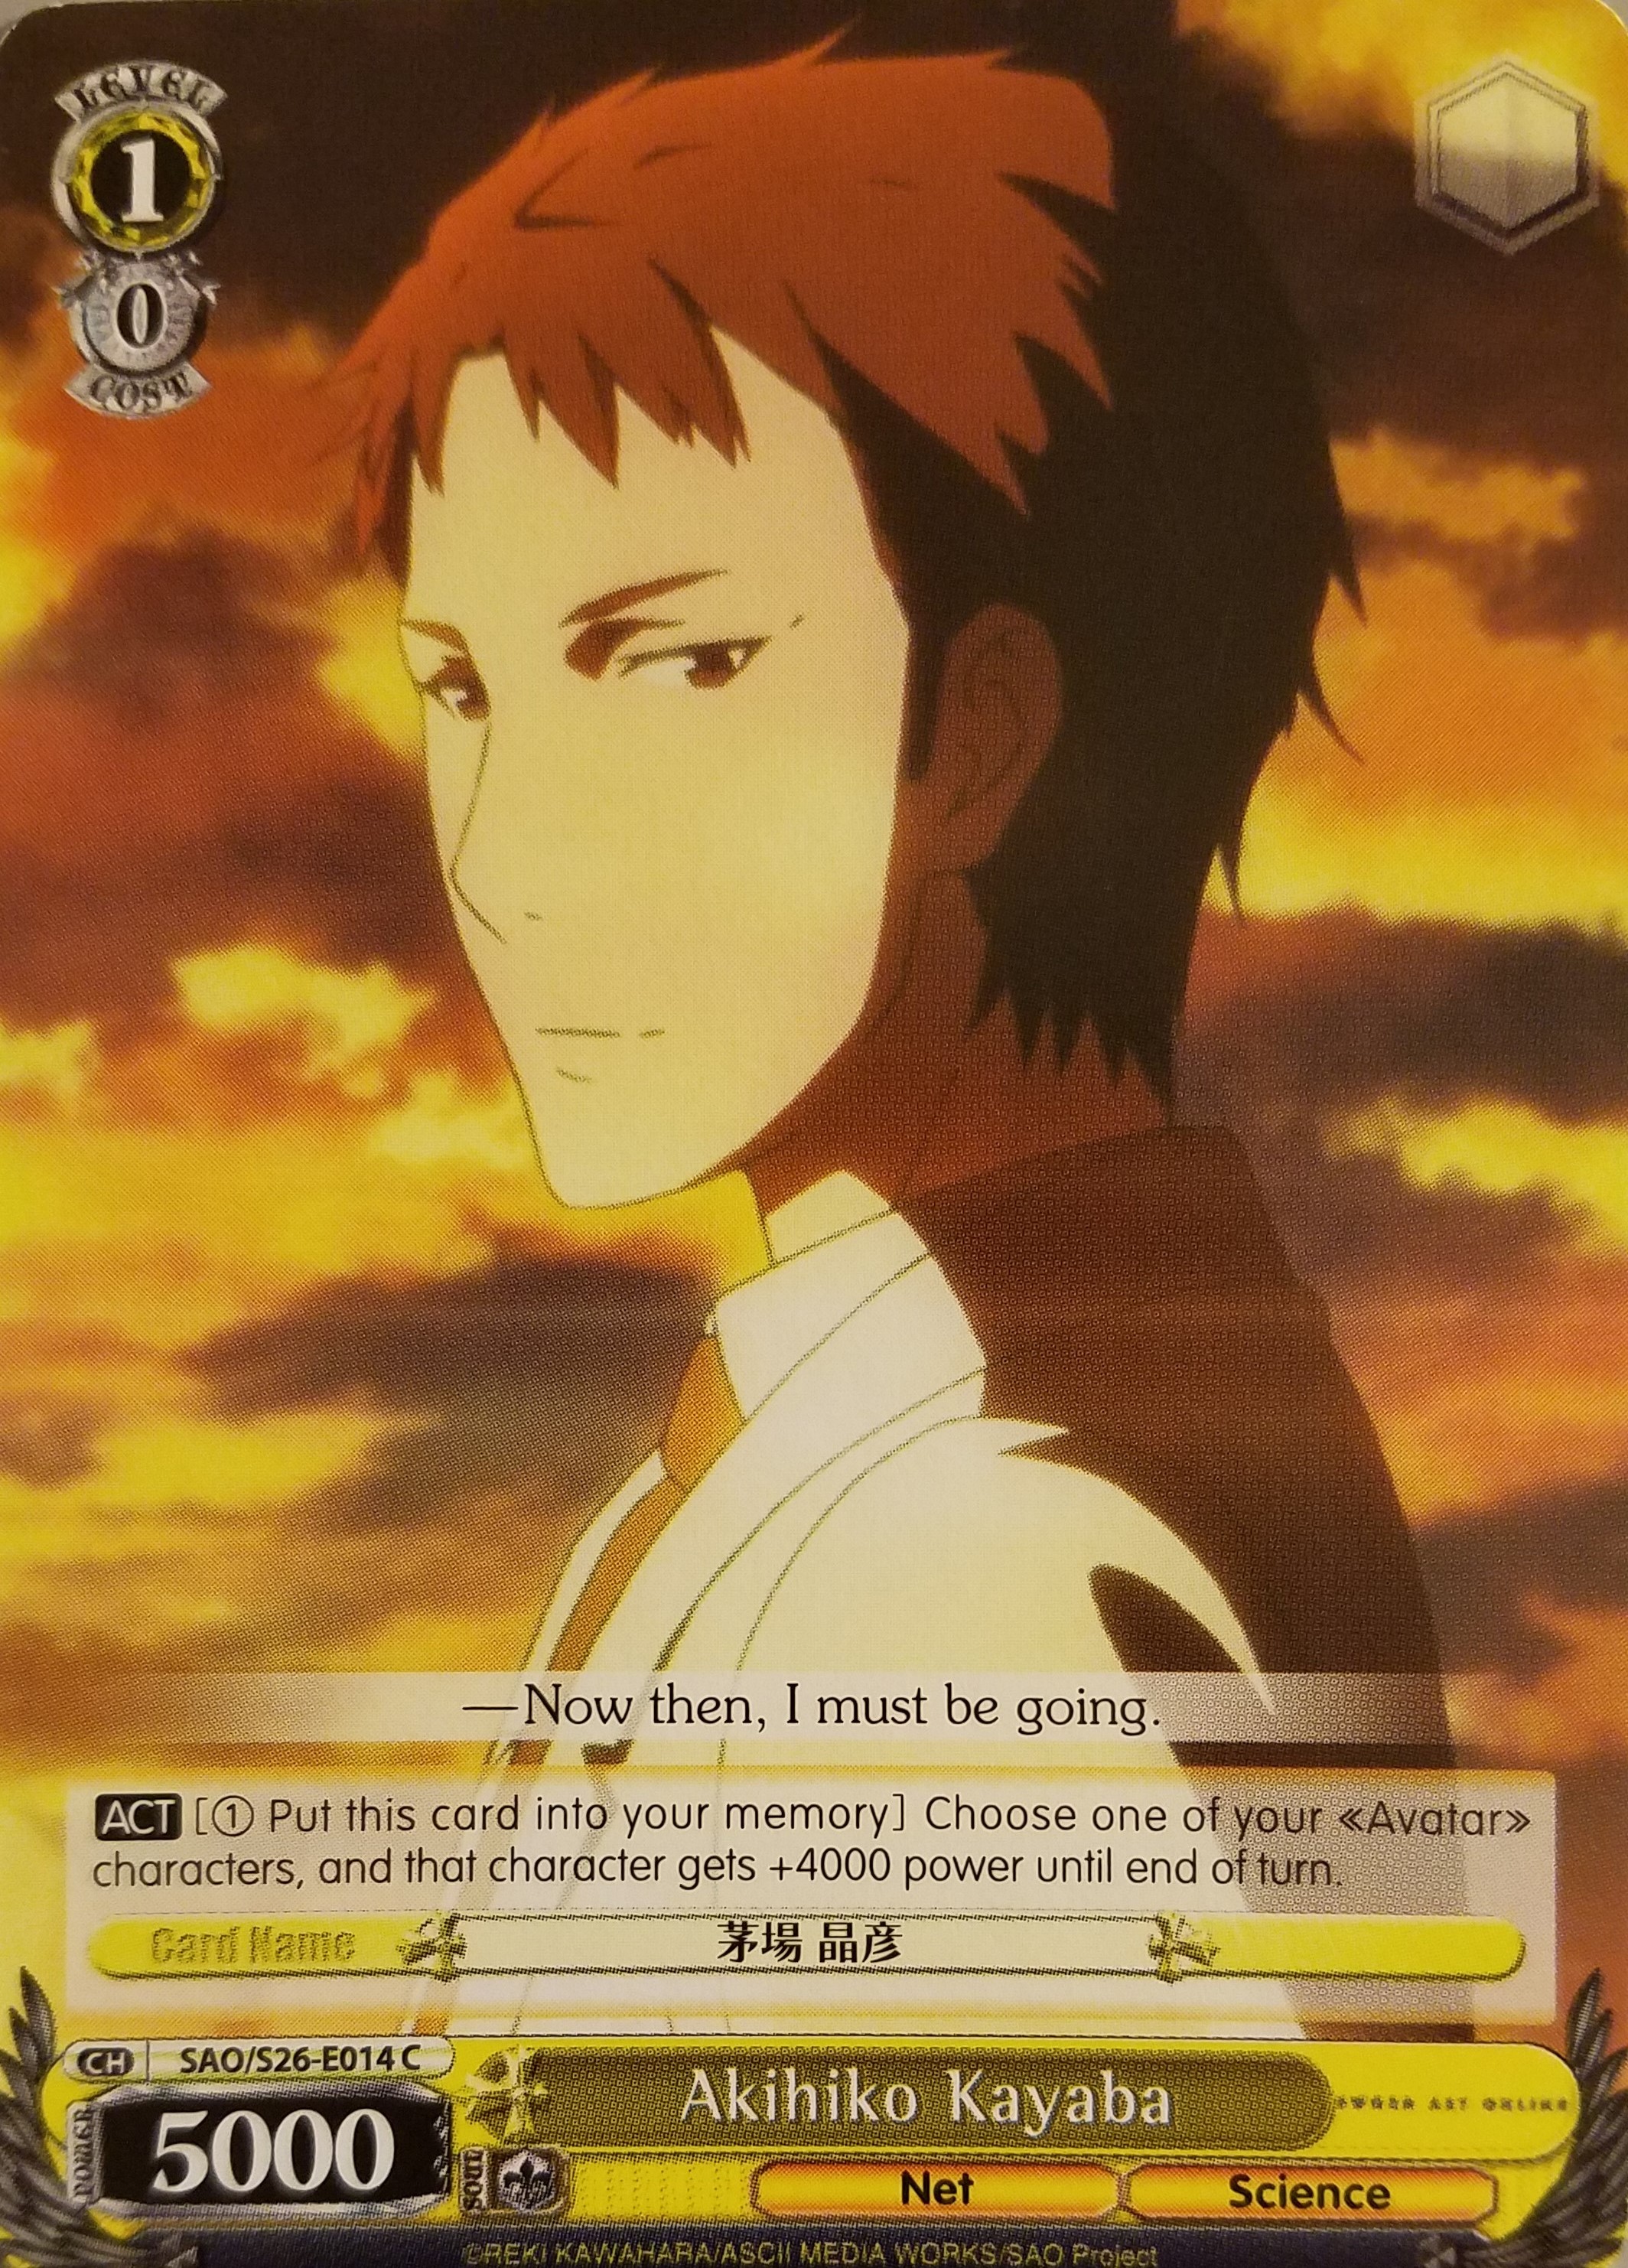 LEVEL
1
0
COST
—Now then, I must be going.
ACT [① Put this card into your memory] Choose one of your «Avatar»
characters, and that character gets +4000 power until end of turn.
Card Name 茅場 晶彦
CH SAO/S26-E014 C
Akihiko Kayaba
SWORD ART ONLINE
POWER 5000
SOUL
Net Science
©REKI KAWAHARA/ASCII MEDIA WORKS/SAO Project